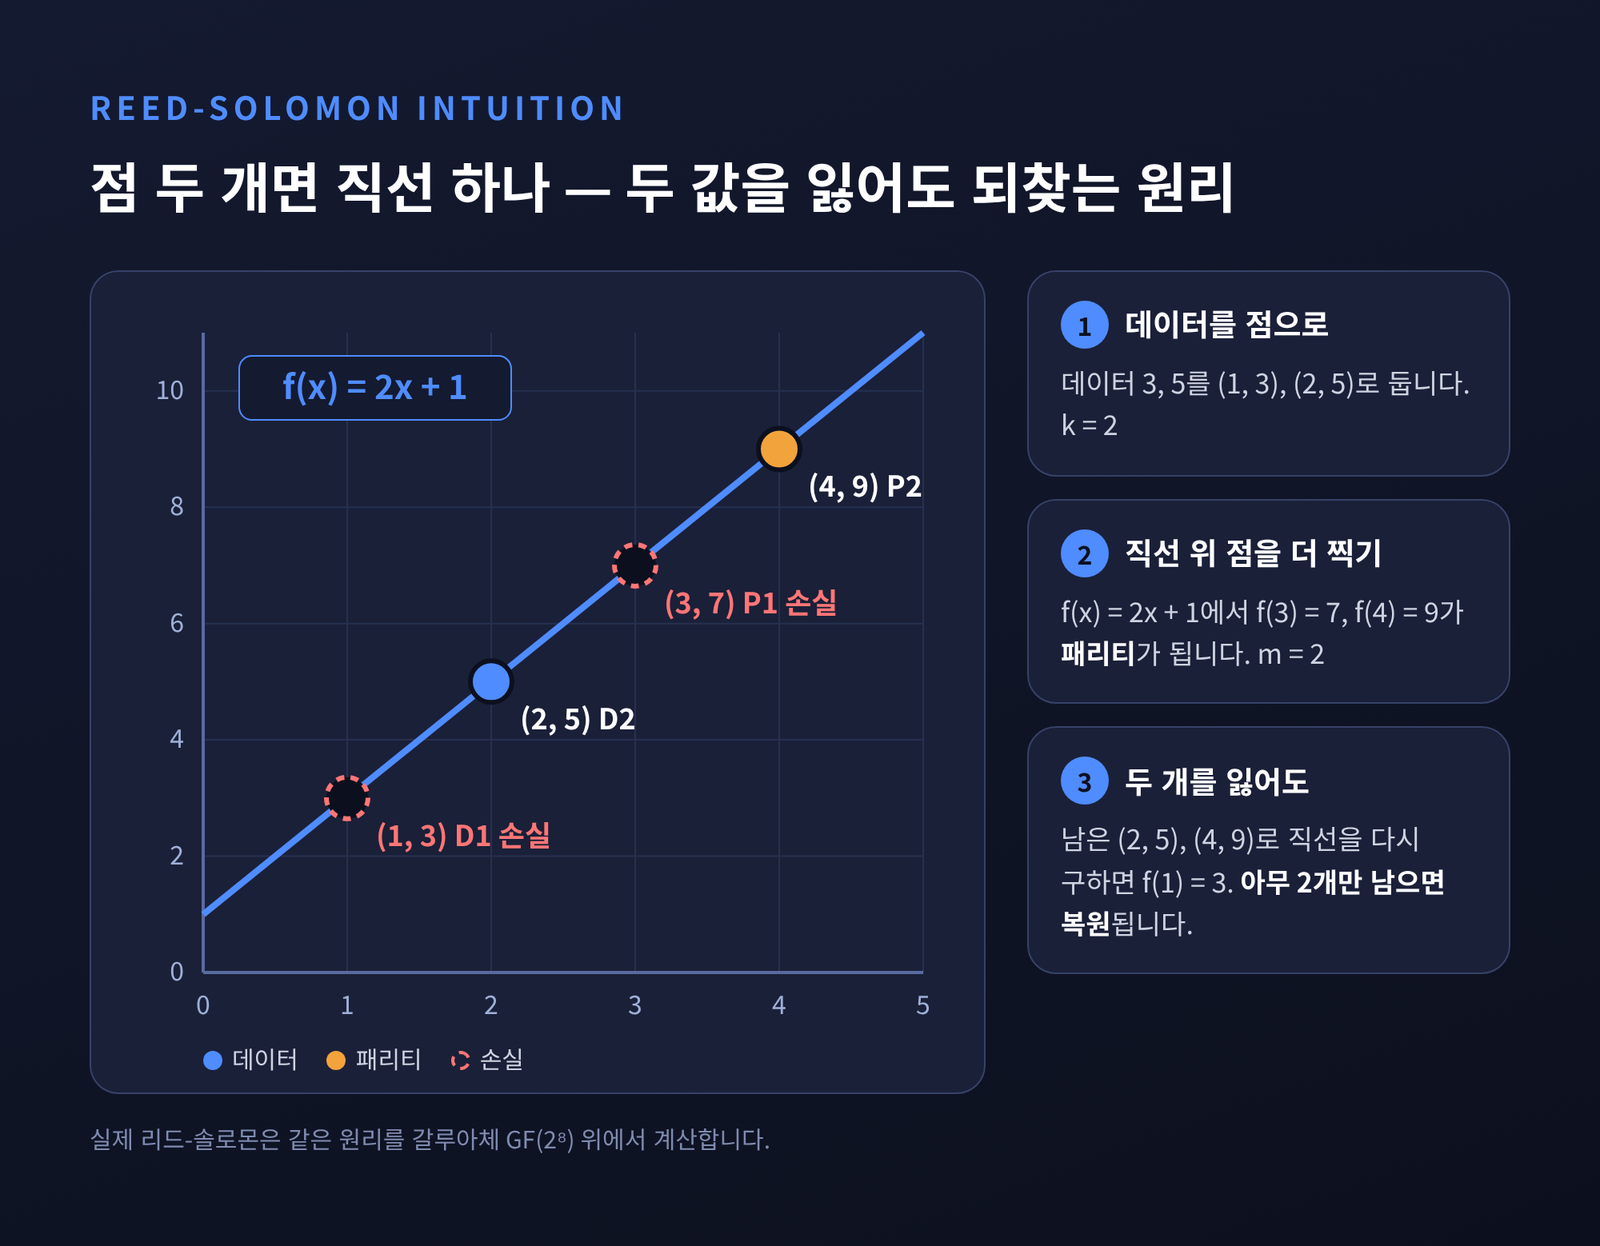 REED-SOLOMON INTUITION
점 두 개면 직선 하나 — 두 값을 잃어도 되찾는 원리
f(x) = 2x + 1
10
8
6
4
2
0
(4, 9) P2
(3, 7) P1 손실
(2, 5) D2
(1, 3) D1 손실
0 1 2 3 4 5
데이터 패리티 손실
1 데이터를 점으로
데이터 3, 5를 (1, 3), (2, 5)로 둡니다.
k = 2
2 직선 위 점을 더 찍기
f(x) = 2x + 1에서 f(3) = 7, f(4) = 9가
패리티가 됩니다. m = 2
3 두 개를 잃어도
남은 (2, 5), (4, 9)로 직선을 다시
구하면 f(1) = 3. 아무 2개만 남으면
복원됩니다.
실제 리드-솔로몬은 같은 원리를 갈루아체 GF(2⁸) 위에서 계산합니다.